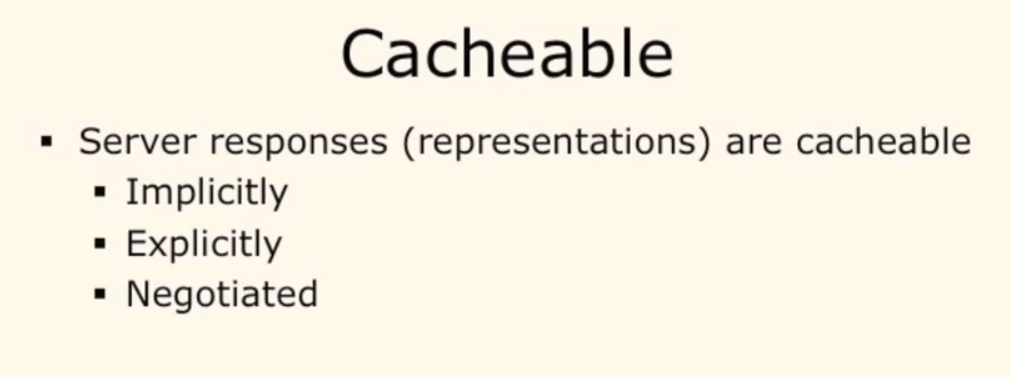 Cacheable
▪ Server responses (representations) are cacheable
▪ Implicitly
▪ Explicitly
▪ Negotiated